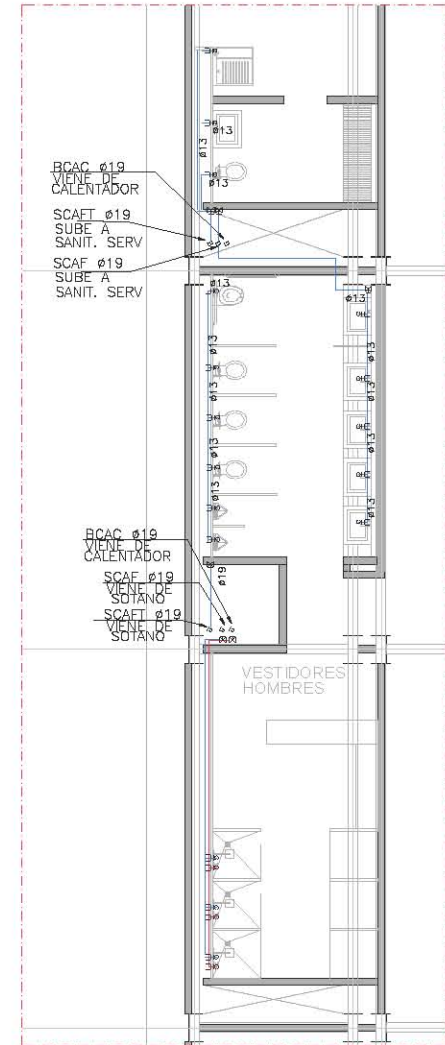 ø13
ø13
ø13
BCAC ø19
VIENE DE
CALENTADOR
SCAFT ø19
SUBE A
SANIT. SERV
SCAF ø19
SUBE A
SANIT. SERV
ø13
ø13
ø13
ø13
ø13
ø13
ø13
ø13
ø13
BCAC ø19
VIENE DE
CALENTADOR
ø19
SCAF ø19
VIENE DE
SOTANO
SCAFT ø19
VIENE DE
SOTANO
VESTIDORES
HOMBRES